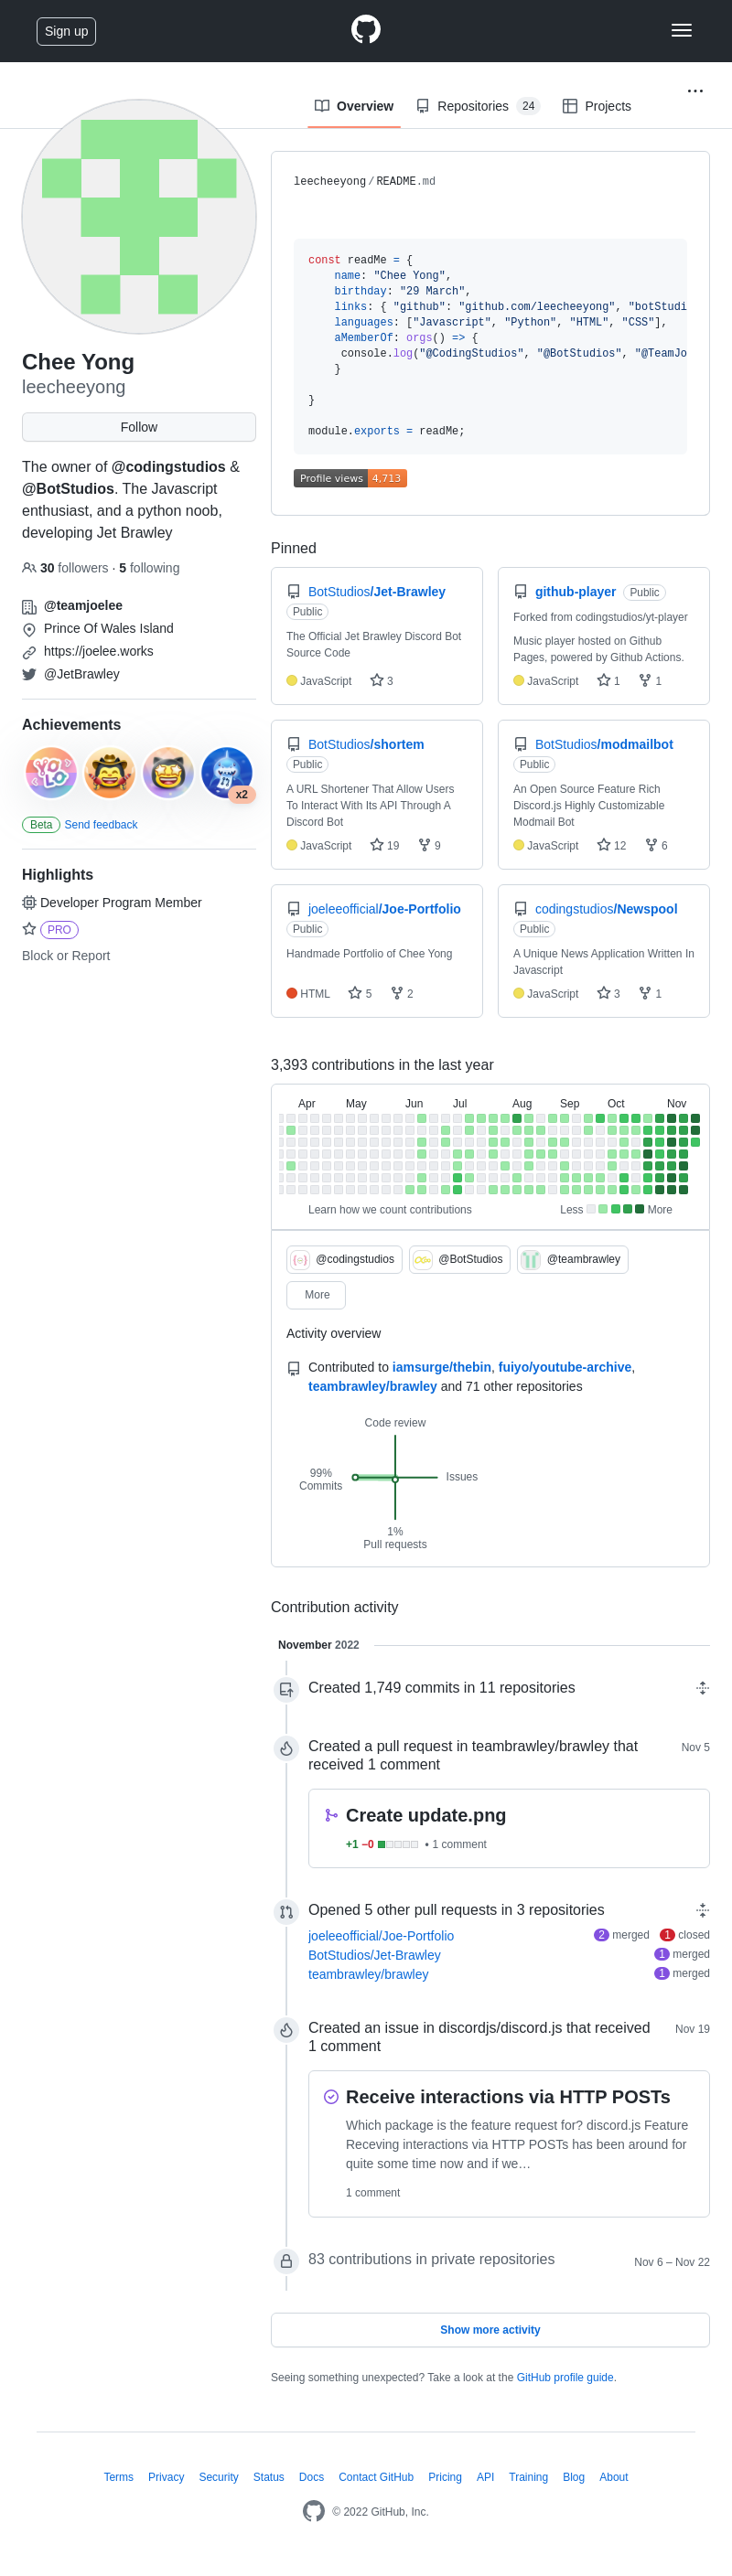 Sign up
Overview
Repositories 24
Projects
Chee Yong
leecheeyong
Follow
The owner of @codingstudios &
@BotStudios. The Javascript
enthusiast, and a python noob,
developing Jet Brawley
30 followers · 5 following
@teamjoelee
Prince Of Wales Island
https://joelee.works
@JetBrawley
Achievements
YOLO
x2
Beta Send feedback
Highlights
Developer Program Member
PRO
Block or Report
leecheeyong/README.md
const readMe = {
name: "Chee Yong",
birthday: "29 March",
links: { "github": "github.com/leecheeyong", "botStudi
languages: ["Javascript", "Python", "HTML", "CSS"],
aMemberOf: orgs() => {
console.log("@CodingStudios", "@BotStudios", "@TeamJo
}
}
module.exports = readMe;
Profile views 4,713
Pinned
BotStudios/Jet-Brawley
Public
The Official Jet Brawley Discord Bot
Source Code
JavaScript 3
github-player Public
Forked from codingstudios/yt-player
Music player hosted on Github
Pages, powered by Github Actions.
JavaScript 1 1
BotStudios/shortem
Public
A URL Shortener That Allow Users
To Interact With Its API Through A
Discord Bot
JavaScript 19 9
BotStudios/modmailbot
Public
An Open Source Feature Rich
Discord.js Highly Customizable
Modmail Bot
JavaScript 12 6
joeleeofficial/Joe-Portfolio
Public
Handmade Portfolio of Chee Yong
HTML 5 2
codingstudios/Newspool
Public
A Unique News Application Written In
Javascript
JavaScript 3 1
3,393 contributions in the last year
Apr May Jun Jul Aug Sep Oct Nov
Learn how we count contributions
Less More
@codingstudios @BotStudios @teambrawley
More
Activity overview
Contributed to iamsurge/thebin, fuiyo/youtube-archive,
teambrawley/brawley and 71 other repositories
Code review
99%
Commits
Issues
1%
Pull requests
Contribution activity
November 2022
Created 1,749 commits in 11 repositories
Created a pull request in teambrawley/brawley that
received 1 comment
Nov 5
Create update.png
+1 −0 • 1 comment
Opened 5 other pull requests in 3 repositories
joeleeofficial/Joe-Portfolio 2 merged 1 closed
BotStudios/Jet-Brawley 1 merged
teambrawley/brawley 1 merged
Created an issue in discordjs/discord.js that received
1 comment
Nov 19
Receive interactions via HTTP POSTs
Which package is the feature request for? discord.js Feature
Receving interactions via HTTP POSTs has been around for
quite some time now and if we…
1 comment
83 contributions in private repositories
Nov 6 – Nov 22
Show more activity
Seeing something unexpected? Take a look at the GitHub profile guide.
Terms Privacy Security Status Docs Contact GitHub Pricing API Training Blog About
© 2022 GitHub, Inc.